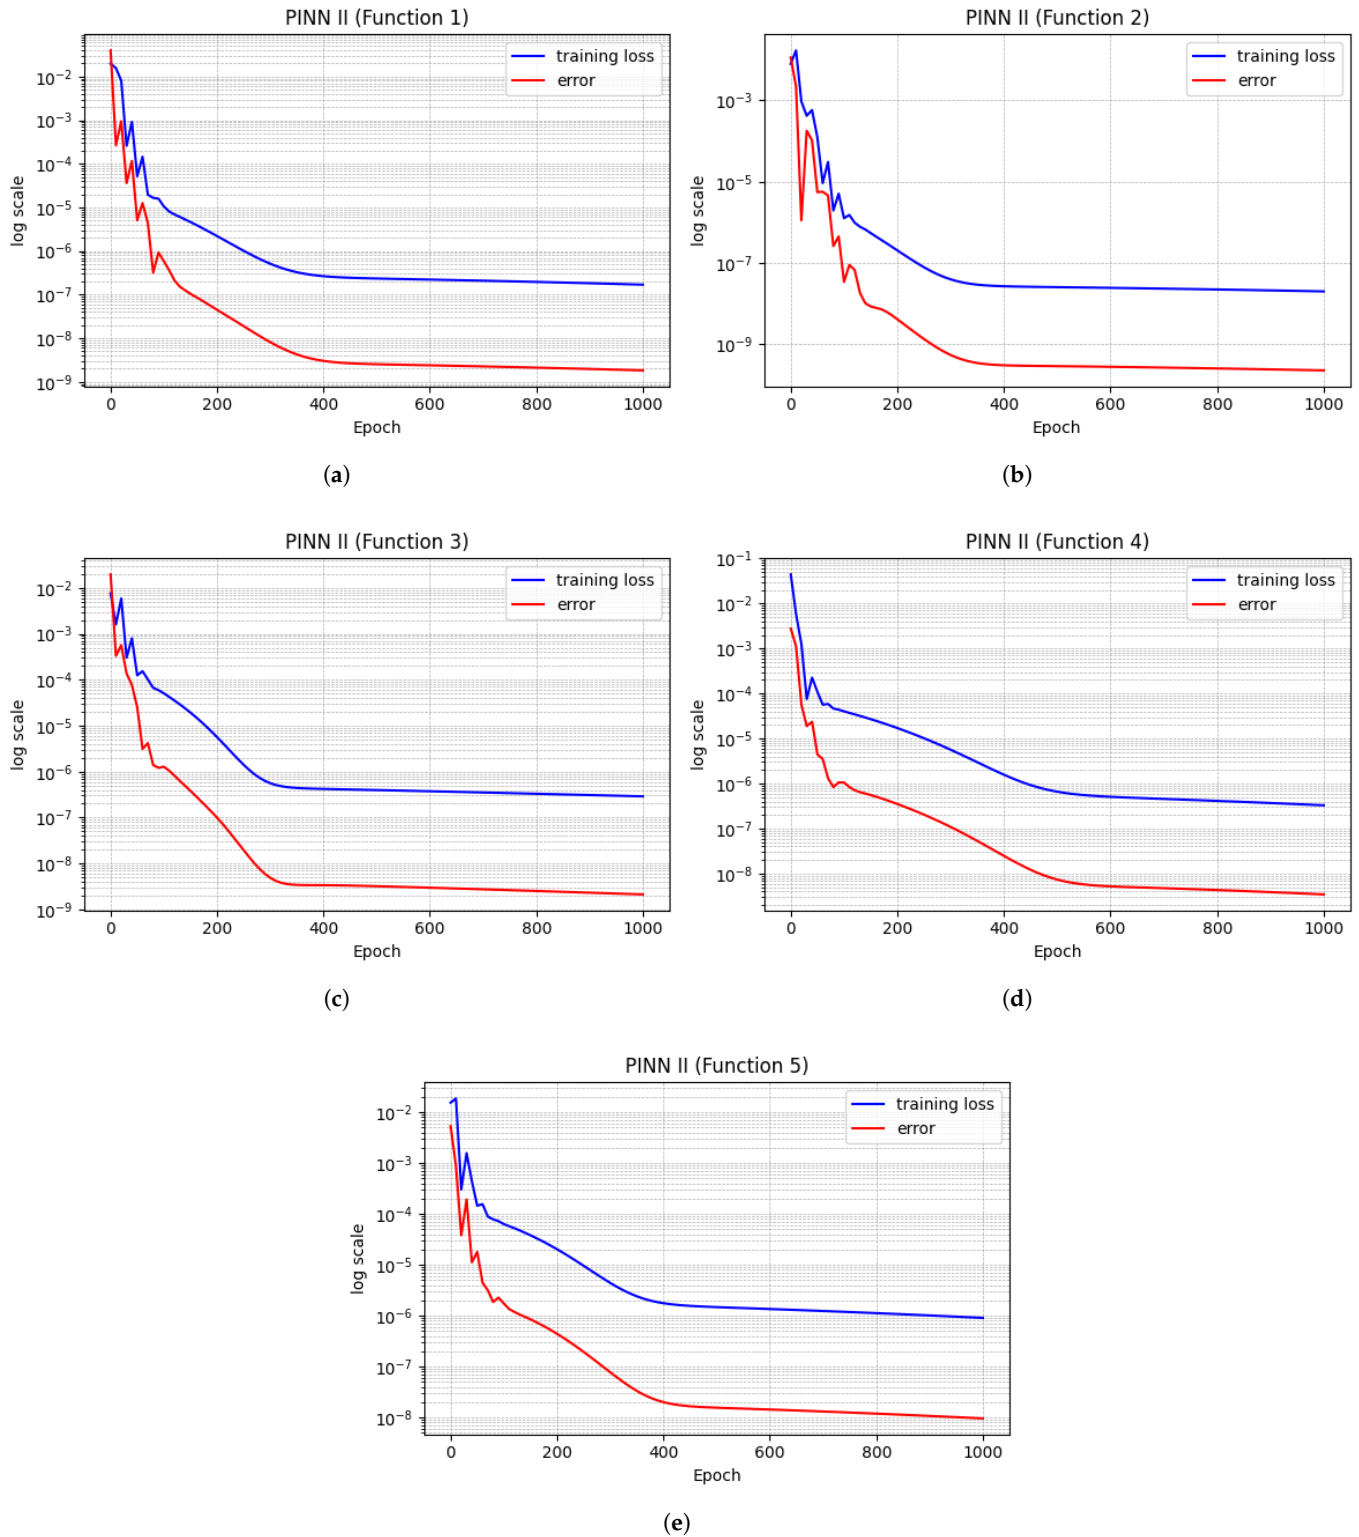 PINN II (Function 1)
training loss
error
10⁻²
10⁻³
10⁻⁴
10⁻⁵
10⁻⁶
10⁻⁷
10⁻⁸
10⁻⁹
log scale
0 200 400 600 800 1000
Epoch
(a)
PINN II (Function 2)
training loss
error
10⁻³
10⁻⁵
10⁻⁷
10⁻⁹
log scale
0 200 400 600 800 1000
Epoch
(b)
PINN II (Function 3)
training loss
error
10⁻²
10⁻³
10⁻⁴
10⁻⁵
10⁻⁶
10⁻⁷
10⁻⁸
10⁻⁹
log scale
0 200 400 600 800 1000
Epoch
(c)
PINN II (Function 4)
training loss
error
10⁻¹
10⁻²
10⁻³
10⁻⁴
10⁻⁵
10⁻⁶
10⁻⁷
10⁻⁸
log scale
0 200 400 600 800 1000
Epoch
(d)
PINN II (Function 5)
training loss
error
10⁻²
10⁻³
10⁻⁴
10⁻⁵
10⁻⁶
10⁻⁷
10⁻⁸
log scale
0 200 400 600 800 1000
Epoch
(e)